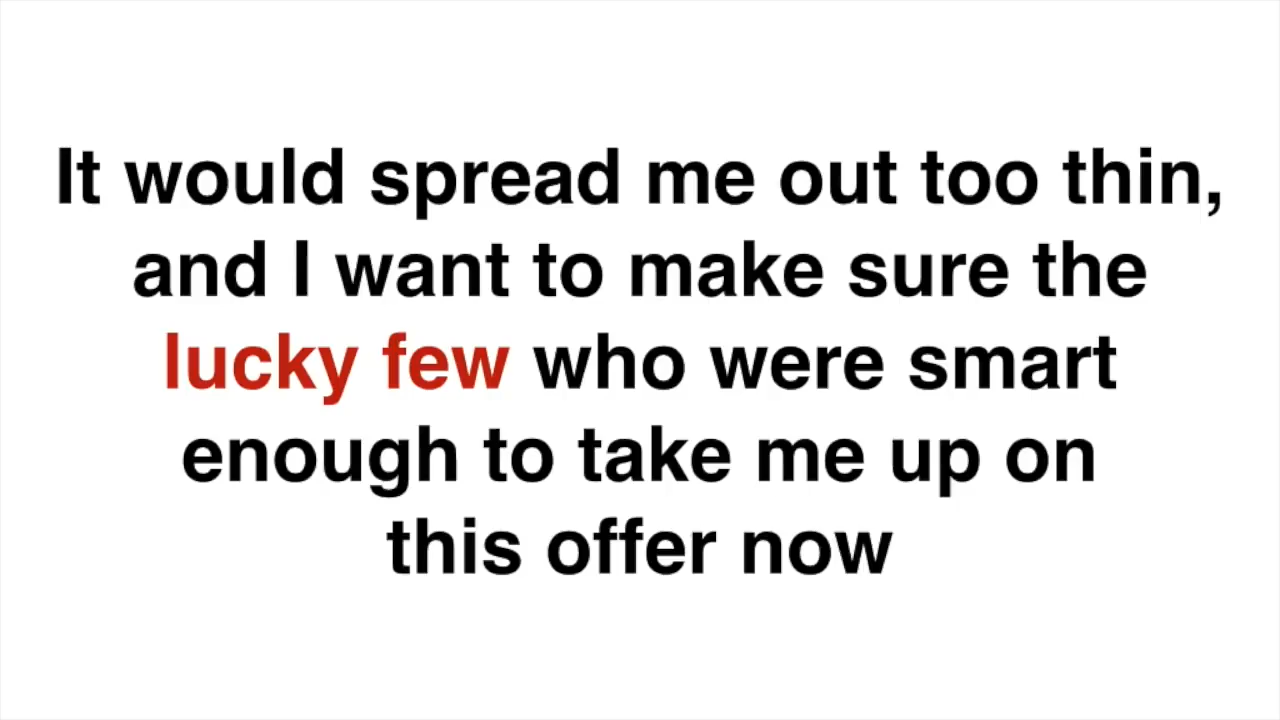 It would spread me out too thin,
and I want to make sure the
lucky few who were smart
enough to take me up on
this offer now